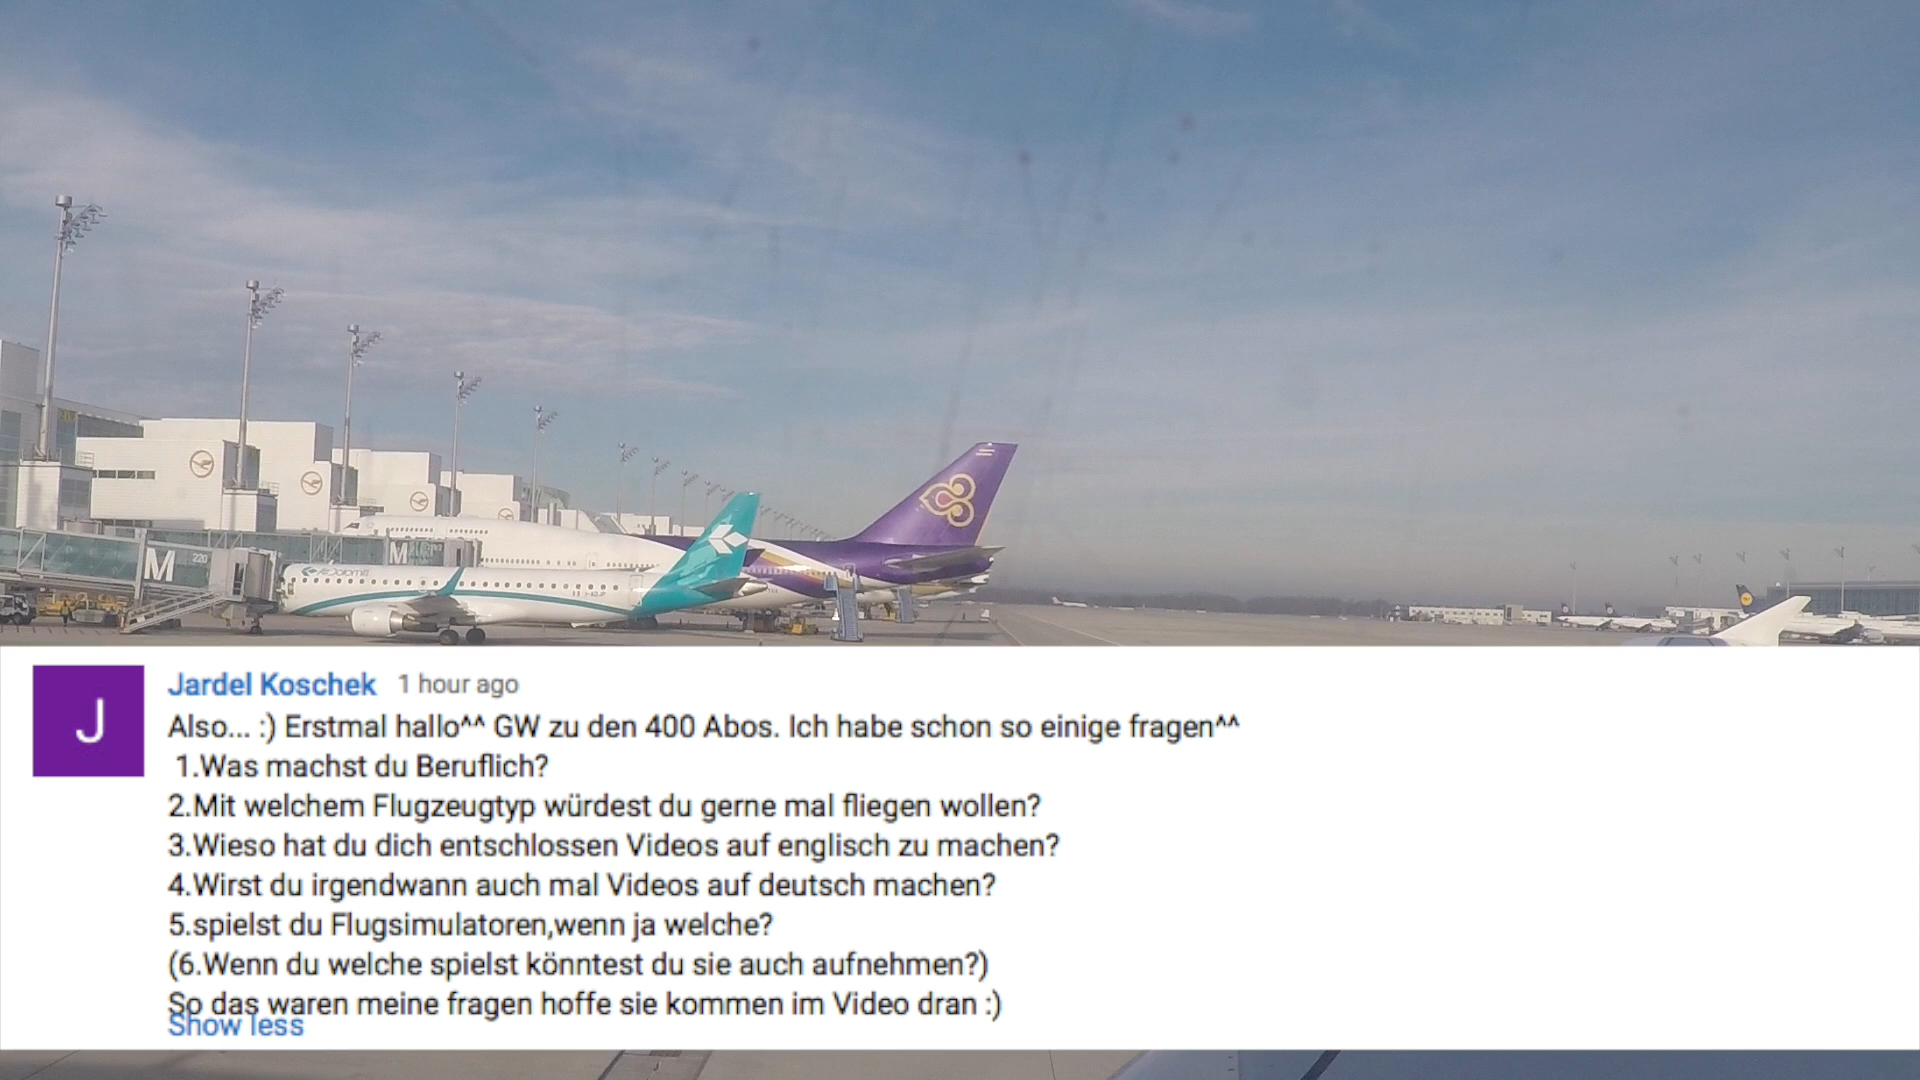 M
220
M
Air Dolomiti
J
Jardel Koschek 1 hour ago
Also... :) Erstmal hallo^^ GW zu den 400 Abos. Ich habe schon so einige fragen^^
1.Was machst du Beruflich?
2.Mit welchem Flugzeugtyp würdest du gerne mal fliegen wollen?
3.Wieso hat du dich entschlossen Videos auf englisch zu machen?
4.Wirst du irgendwann auch mal Videos auf deutsch machen?
5.spielst du Flugsimulatoren,wenn ja welche?
(6.Wenn du welche spielst könntest du sie auch aufnehmen?)
So das waren meine fragen hoffe sie kommen im Video dran :)
Show less